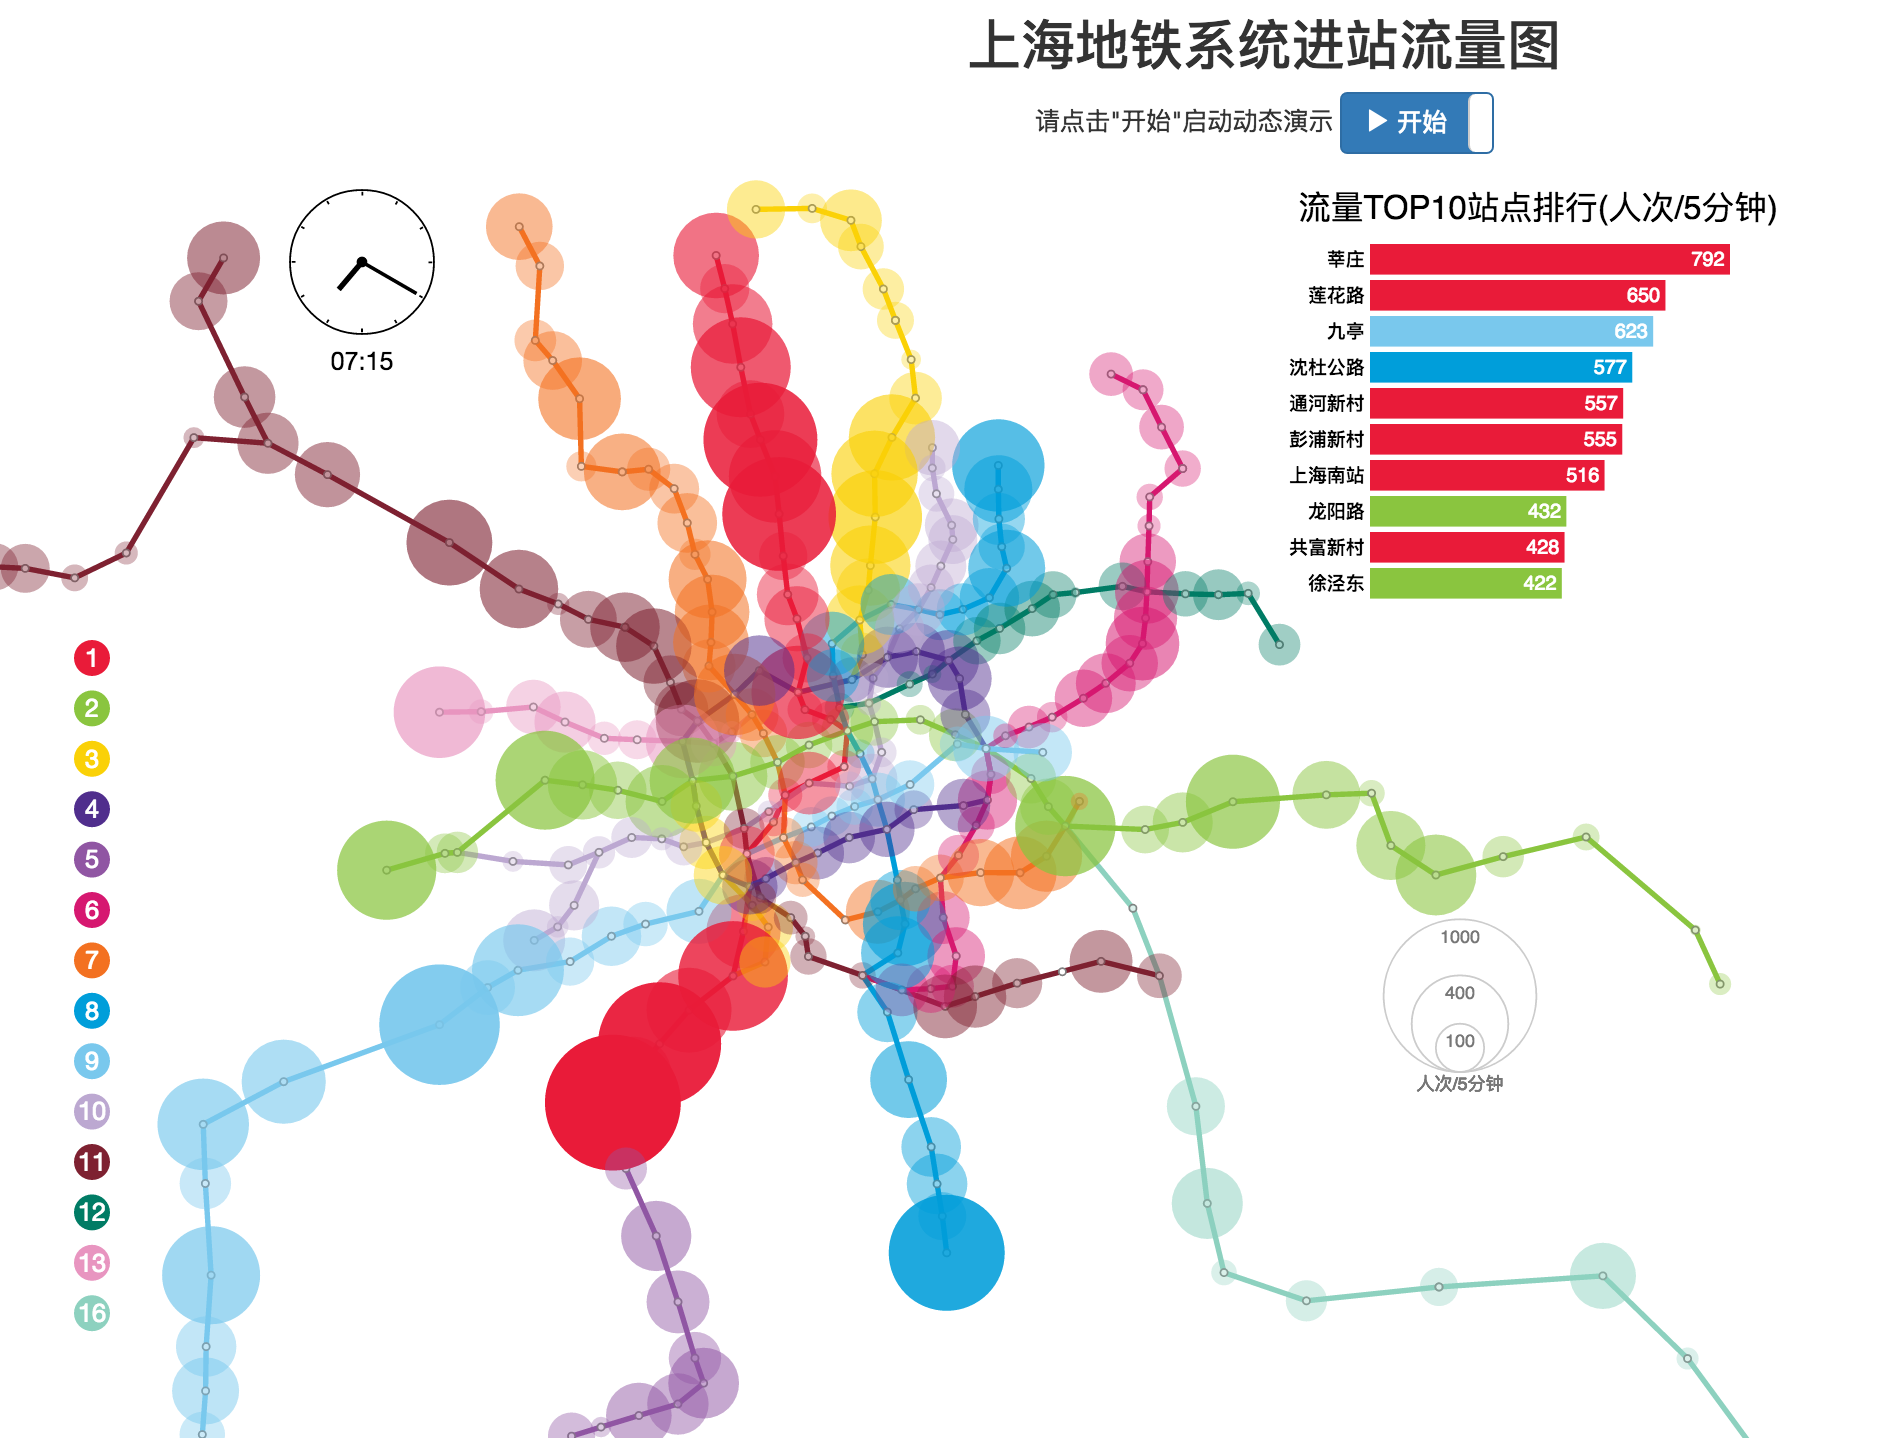 上海地铁系统进站流量图
请点击"开始"启动动态演示 开始
流量TOP10站点排行(人次/5分钟)
莘庄 792
莲花路 650
九亭 623
沈杜公路 577
通河新村 557
彭浦新村 555
上海南站 516
龙阳路 432
共富新村 428
徐泾东 422
07:15
1
2
3
4
5
6
7
8
9
10
11
12
13
16
1000
400
100
人次/5分钟